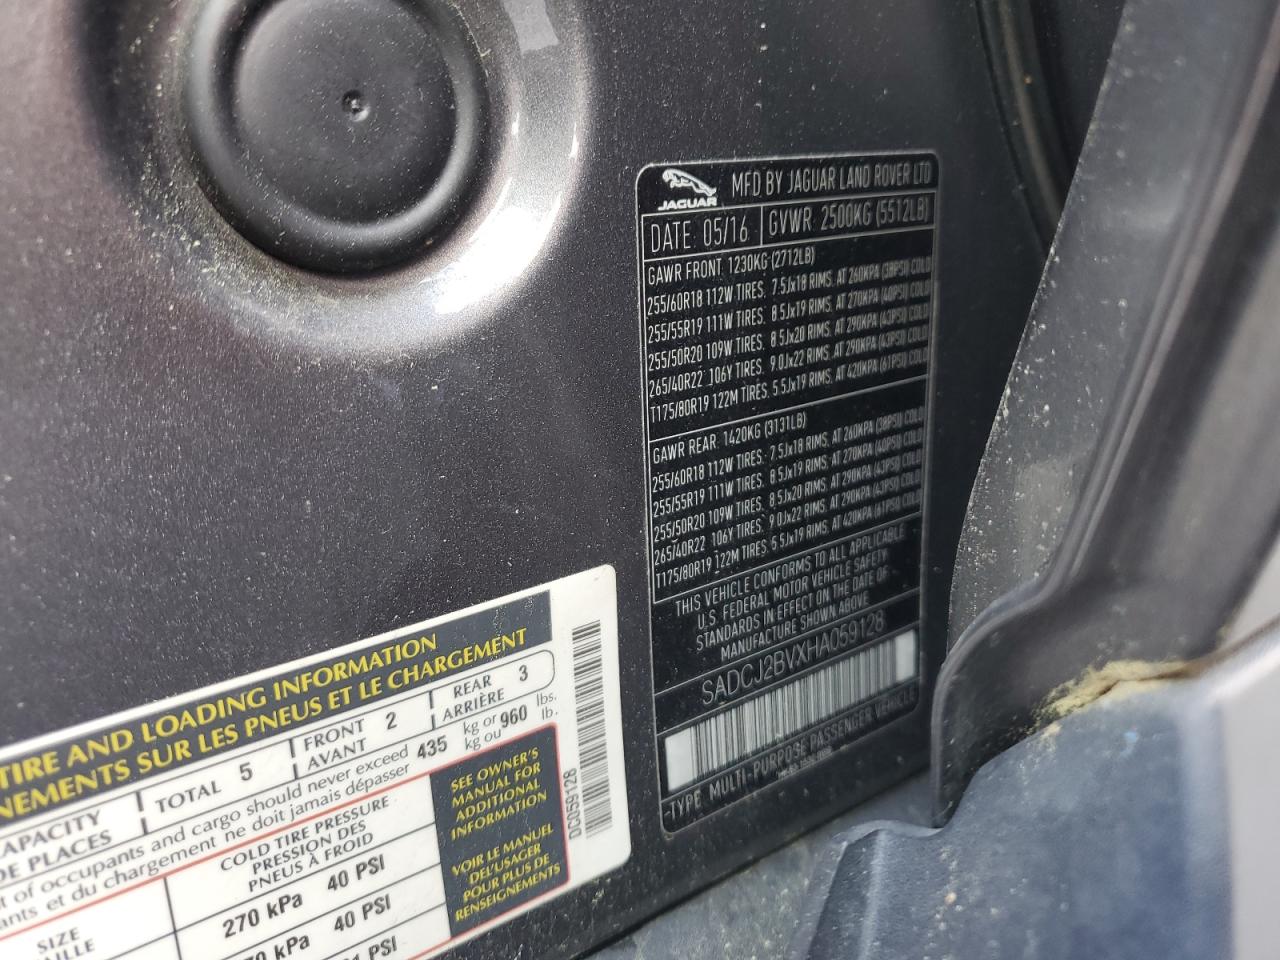 JAGUAR
MFD BY JAGUAR LAND ROVER LTD
DATE: 05/16 GVWR: 2500KG (5512LB)
GAWR FRONT: 1230KG (2712LB)
255/60R18 112W TIRES, 7.5Jx18 RIMS, AT 260KPA (38PSI) COLD
255/55R19 111W TIRES, 8.5Jx19 RIMS, AT 270KPA (40PSI) COLD
255/50R20 109W TIRES, 8.5Jx20 RIMS, AT 290KPA (43PSI) COLD
265/40R22 106Y TIRES, 9.0Jx22 RIMS, AT 290KPA (43PSI) COLD
T175/80R19 122M TIRES, 5.5Jx19 RIMS, AT 420KPA (61PSI) COLD
GAWR REAR: 1420KG (3131LB)
255/60R18 112W TIRES, 7.5Jx18 RIMS, AT 260KPA (38PSI) COLD
255/55R19 111W TIRES, 8.5Jx19 RIMS, AT 270KPA (40PSI) COLD
255/50R20 109W TIRES, 8.5Jx20 RIMS, AT 290KPA (43PSI) COLD
265/40R22 106Y TIRES, 9.0Jx22 RIMS, AT 290KPA (43PSI) COLD
T175/80R19 122M TIRES, 5.5Jx19 RIMS, AT 420KPA (61PSI) COLD
THIS VEHICLE CONFORMS TO ALL APPLICABLE
U.S. FEDERAL MOTOR VEHICLE SAFETY
STANDARDS IN EFFECT ON THE DATE OF
MANUFACTURE SHOWN ABOVE
SADCJ2BVXHA059128
TYPE: MULTI-PURPOSE PASSENGER VEHICLE
TIRE AND LOADING INFORMATION
NEMENTS SUR LES PNEUS ET LE CHARGEMENT
APACITY
DE PLACES
TOTAL 5
FRONT
AVANT 2
REAR
ARRIÈRE 3
t of occupants and cargo should never exceed
ants et du chargement ne doit jamais dépasser
435 kg or
kg ou 960 lbs.
lb.
SIZE
AILLE
COLD TIRE PRESSURE
PRESSION DES
PNEUS À FROID
270 kPa 40 PSI
70 kPa 40 PSI
1 PSI
SEE OWNER'S
MANUAL FOR
ADDITIONAL
INFORMATION
VOIR LE MANUEL
DEL'USAGER
POUR PLUS DE
RENSEIGNEMENTS
DC059128